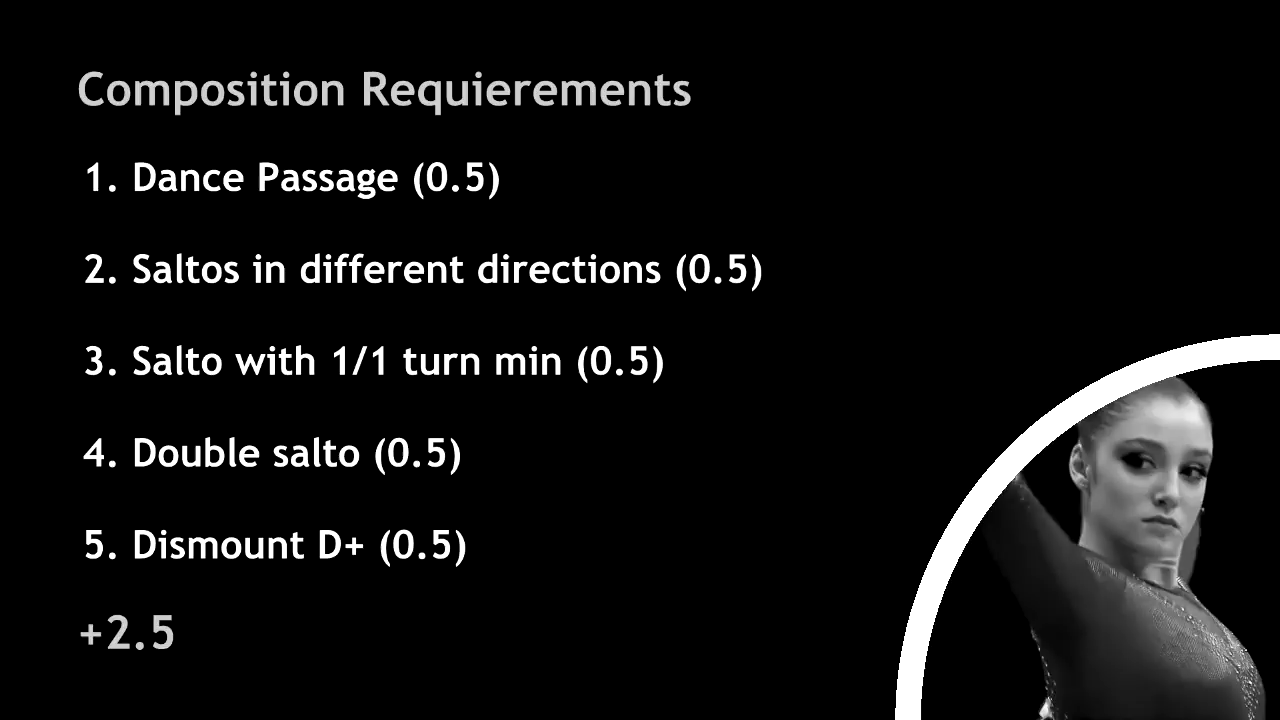 Composition Requierements
1. Dance Passage (0.5)
2. Saltos in different directions (0.5)
3. Salto with 1/1 turn min (0.5)
4. Double salto (0.5)
5. Dismount D+ (0.5)
+2.5